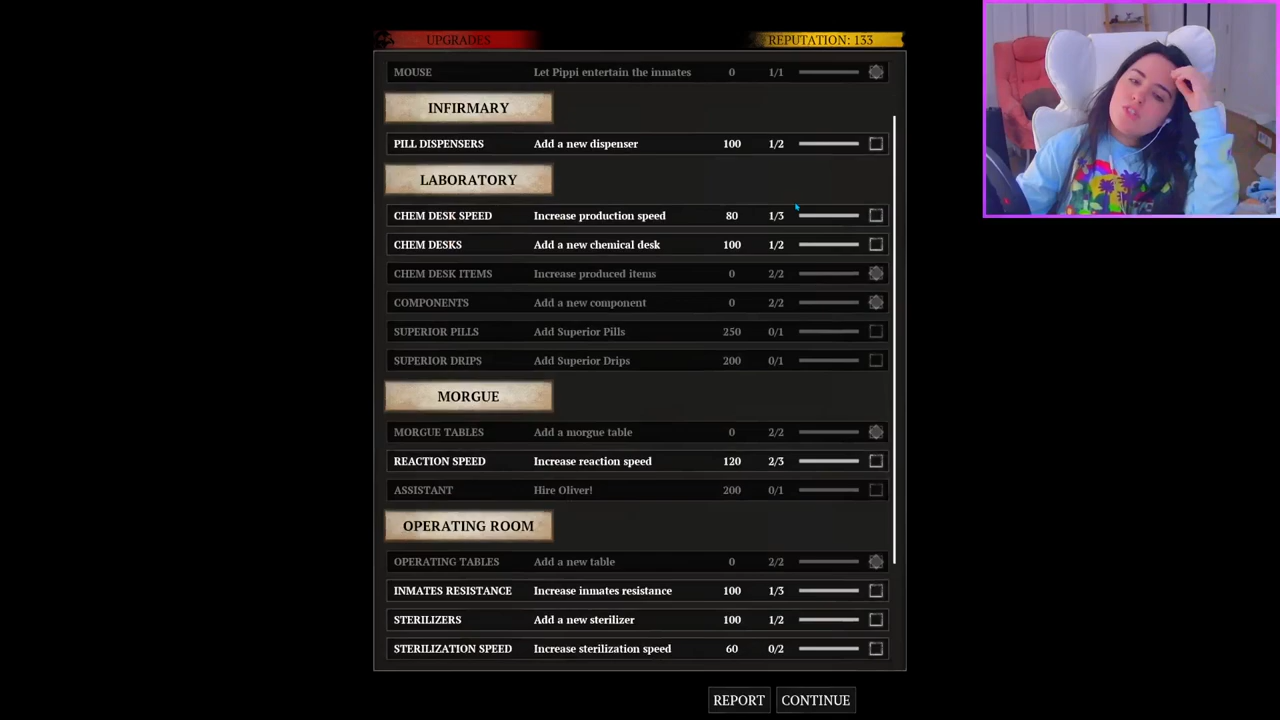 UPGRADES REPUTATION: 133
MOUSE Let Pippi entertain the inmates 0 1/1
INFIRMARY
PILL DISPENSERS Add a new dispenser 100 1/2
LABORATORY
CHEM DESK SPEED Increase production speed 80 1/3
CHEM DESKS Add a new chemical desk 100 1/2
CHEM DESK ITEMS Increase produced items 0 2/2
COMPONENTS Add a new component 0 2/2
SUPERIOR PILLS Add Superior Pills 250 0/1
SUPERIOR DRIPS Add Superior Drips 200 0/1
MORGUE
MORGUE TABLES Add a morgue table 0 2/2
REACTION SPEED Increase reaction speed 120 2/3
ASSISTANT Hire Oliver! 200 0/1
OPERATING ROOM
OPERATING TABLES Add a new table 0 2/2
INMATES RESISTANCE Increase inmates resistance 100 1/3
STERILIZERS Add a new sterilizer 100 1/2
STERILIZATION SPEED Increase sterilization speed 60 0/2
REPORT CONTINUE